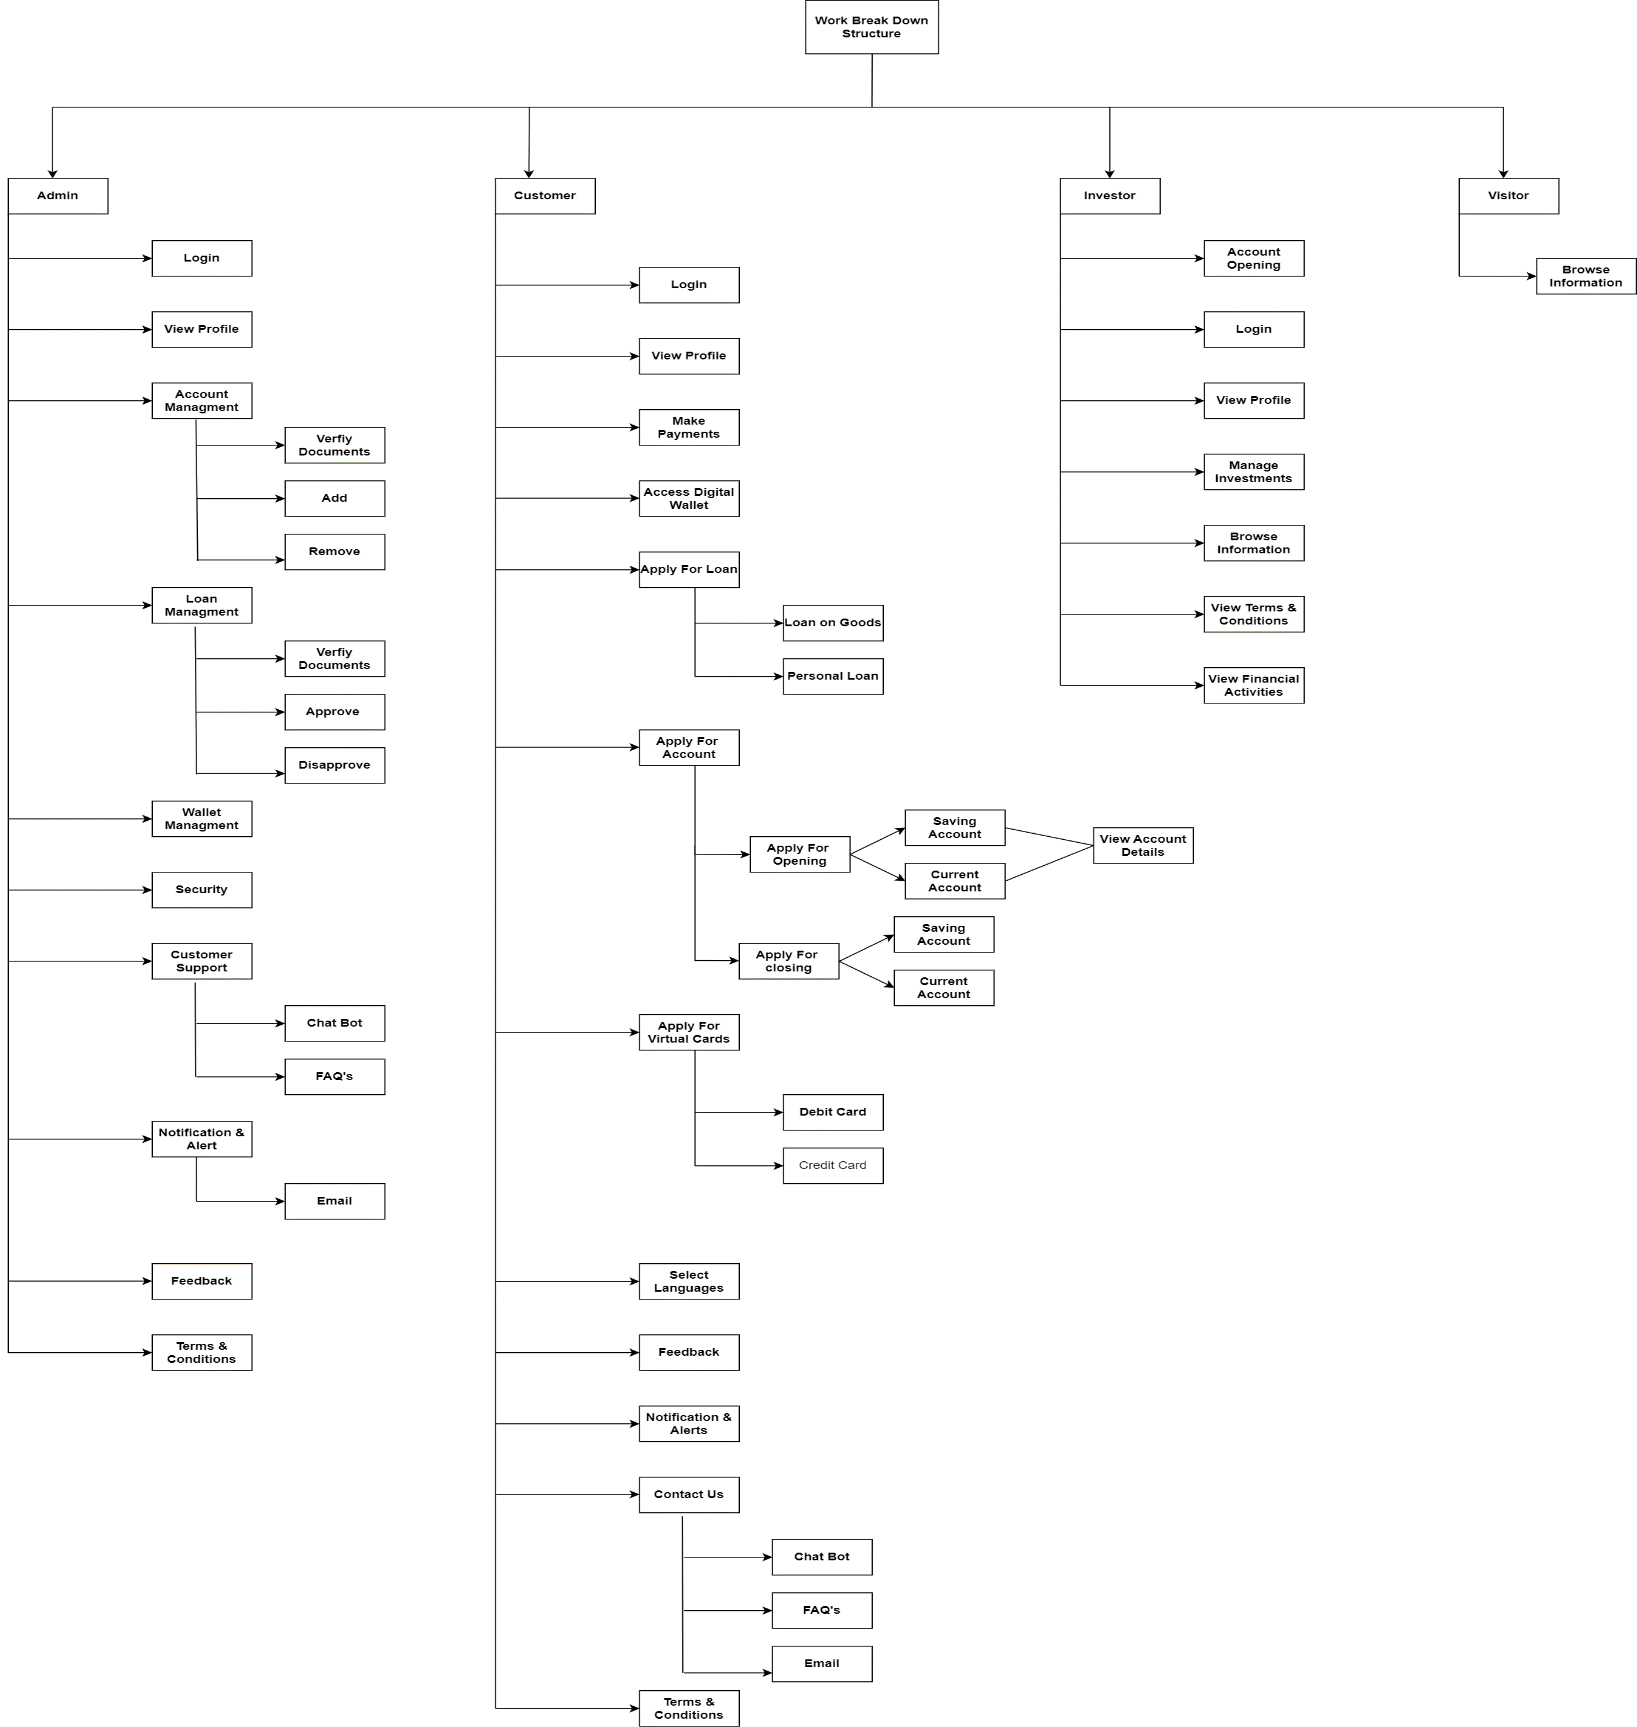 Work Break Down
Structure
Admin
Login
View Profile
Account
Managment
Verfiy
Documents
Add
Remove
Loan
Managment
Verfiy
Documents
Approve
Disapprove
Wallet
Managment
Security
Customer
Support
Chat Bot
FAQ's
Notification &
Alert
Email
Feedback
Terms &
Conditions
Customer
Login
View Profile
Make
Payments
Access Digital
Wallet
Apply For Loan
Loan on Goods
Personal Loan
Apply For
Account
Apply For
Opening
Saving
Account
Current
Account
View Account
Details
Apply For
closing
Saving
Account
Current
Account
Apply For
Virtual Cards
Debit Card
Credit Card
Select
Languages
Feedback
Notification &
Alerts
Contact Us
Chat Bot
FAQ's
Email
Terms &
Conditions
Investor
Account
Opening
Login
View Profile
Manage
Investments
Browse
Information
View Terms &
Conditions
View Financial
Activities
Visitor
Browse
Information